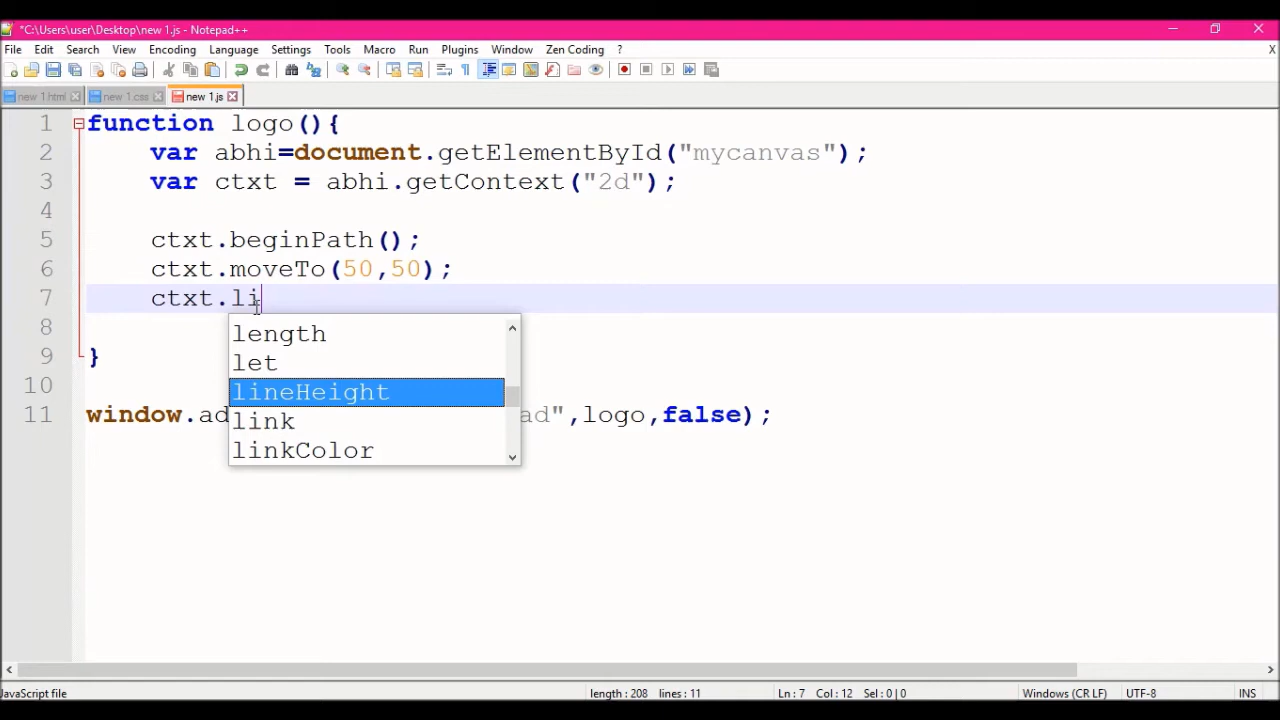 *C:\Users\user\Desktop\new 1.js - Notepad++
File Edit Search View Encoding Language Settings Tools Macro Run Plugins Window Zen Coding ? X
new 1.html new 1.css new 1.js
1 function logo(){
2 var abhi=document.getElementById("mycanvas");
3 var ctxt = abhi.getContext("2d");
4
5 ctxt.beginPath();
6 ctxt.moveTo(50,50);
7 ctxt.li
8
length
let
9 }
lineHeight
10
11 window.ad ad",logo,false);
link
linkColor
JavaScript file length : 208 lines : 11 Ln : 7 Col : 12 Sel : 0 | 0 Windows (CR LF) UTF-8 INS